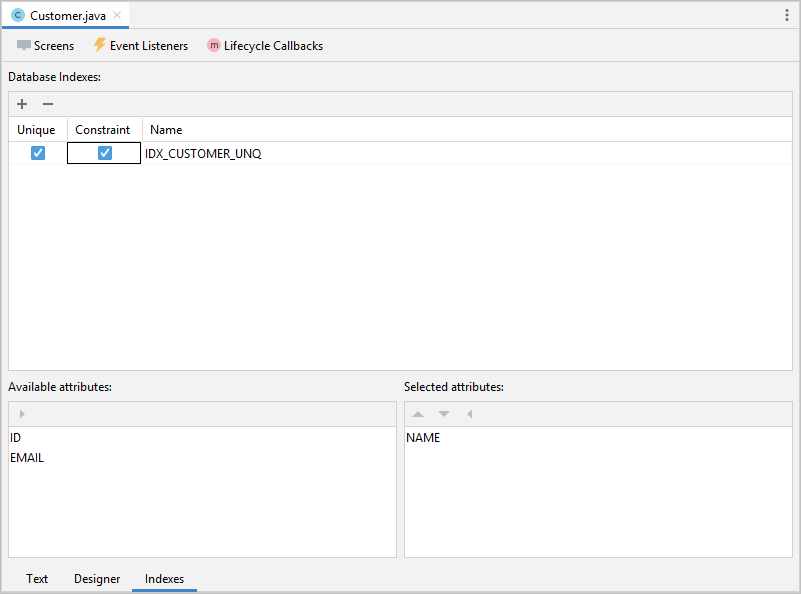 C Customer.java
Screens Event Listeners m Lifecycle Callbacks
Database Indexes:
Unique Constraint Name
IDX_CUSTOMER_UNQ
Available attributes: Selected attributes:
ID NAME
EMAIL
Text Designer Indexes